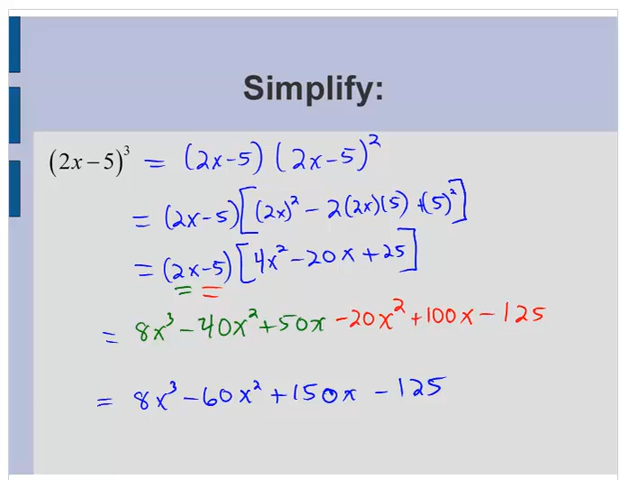 Simplify:
(2x − 5)³ = (2x−5) (2x−5)²
= (2x−5)[(2x)² − 2(2x)(5) + (5)²]
= (2x−5)[4x² −20x +25]
= 8x³ −40x² +50x −20x² +100x −125
= 8x³ −60x² +150x −125